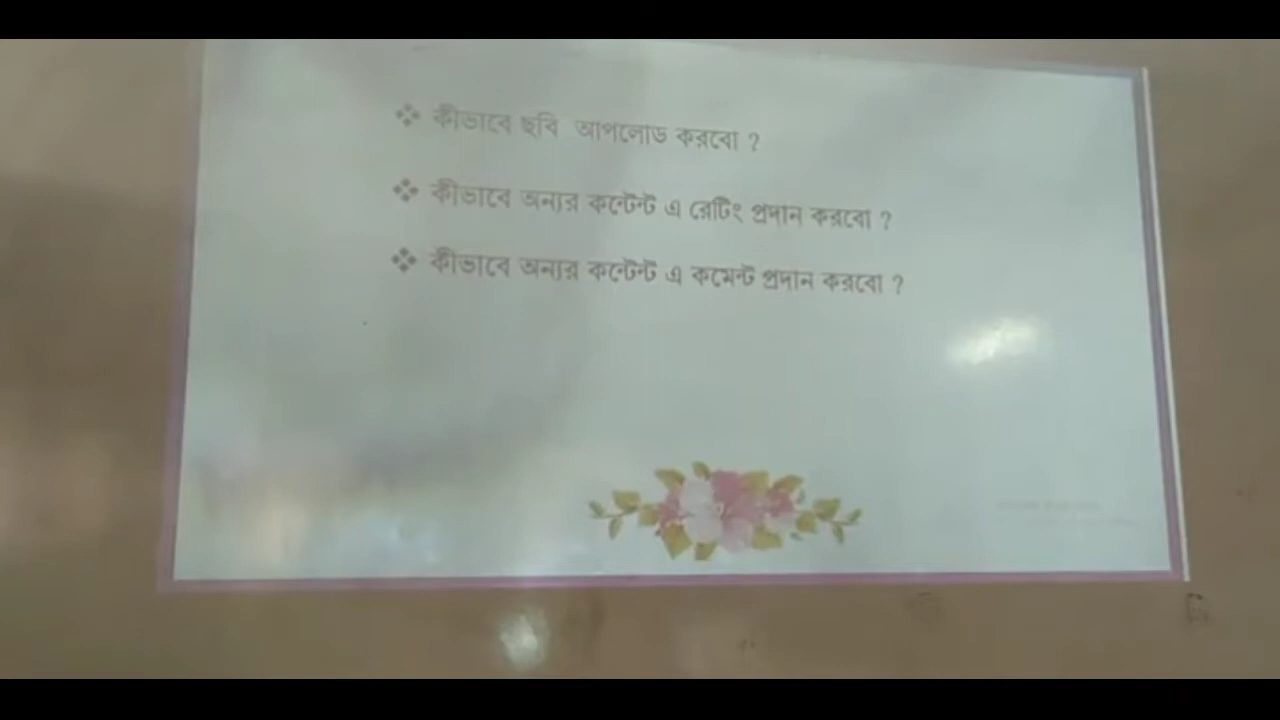 ❖ কীভাবে ছবি আপলোড করবো ?
❖ কীভাবে অন্যর কন্টেন্ট এ রেটিং প্রদান করবো ?
❖ কীভাবে অন্যর কন্টেন্ট এ কমেন্ট প্রদান করবো ?